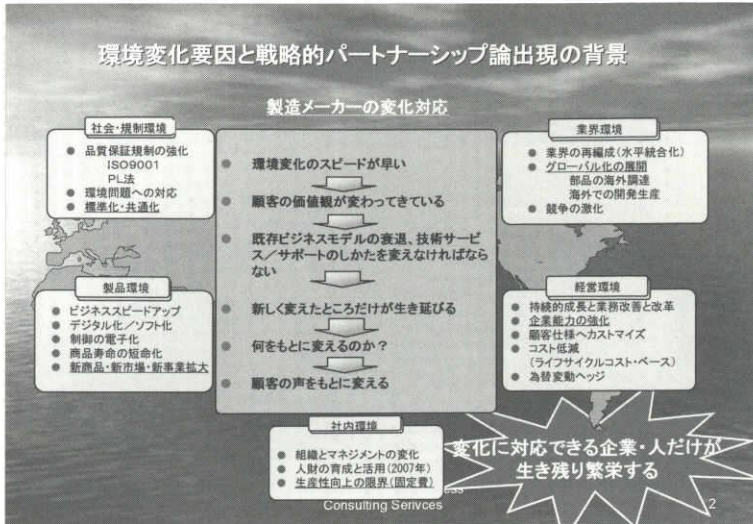 環境変化要因と戦略的パートナーシップ論出現の背景
製造メーカーの変化対応
社会・規制環境
● 品質保証規制の強化
ISO9001
PL法
● 環境問題への対応
● 標準化・共通化
製品環境
● ビジネススピードアップ
● デジタル化／ソフト化
● 制御の電子化
● 商品寿命の短命化
● 新商品・新市場・新事業拡大
● 環境変化のスピードが早い
● 顧客の価値観が変わってきている
● 既存ビジネスモデルの衰退、技術サービ
ス／サポートのしかたを変えなければなら
ない
● 新しく変えたところだけが生き延びる
● 何をもとに変えるのか？
● 顧客の声をもとに変える
業界環境
● 業界の再編成(水平統合化)
● グローバル化の展開
部品の海外調達
海外での開発生産
● 競争の激化
経営環境
● 持続的成長と業務改善と改革
● 企業能力の強化
● 顧客仕様へカストマイズ
● コスト低減
(ライフサイクルコスト・ベース)
● 為替変動ヘッジ
社内環境
● 組織とマネジメントの変化
● 人財の育成と活用(2007年)
● 生産性向上の限界(固定費)
変化に対応できる企業・人だけが
生き残り繁栄する
ess
Consulting Serivces
2